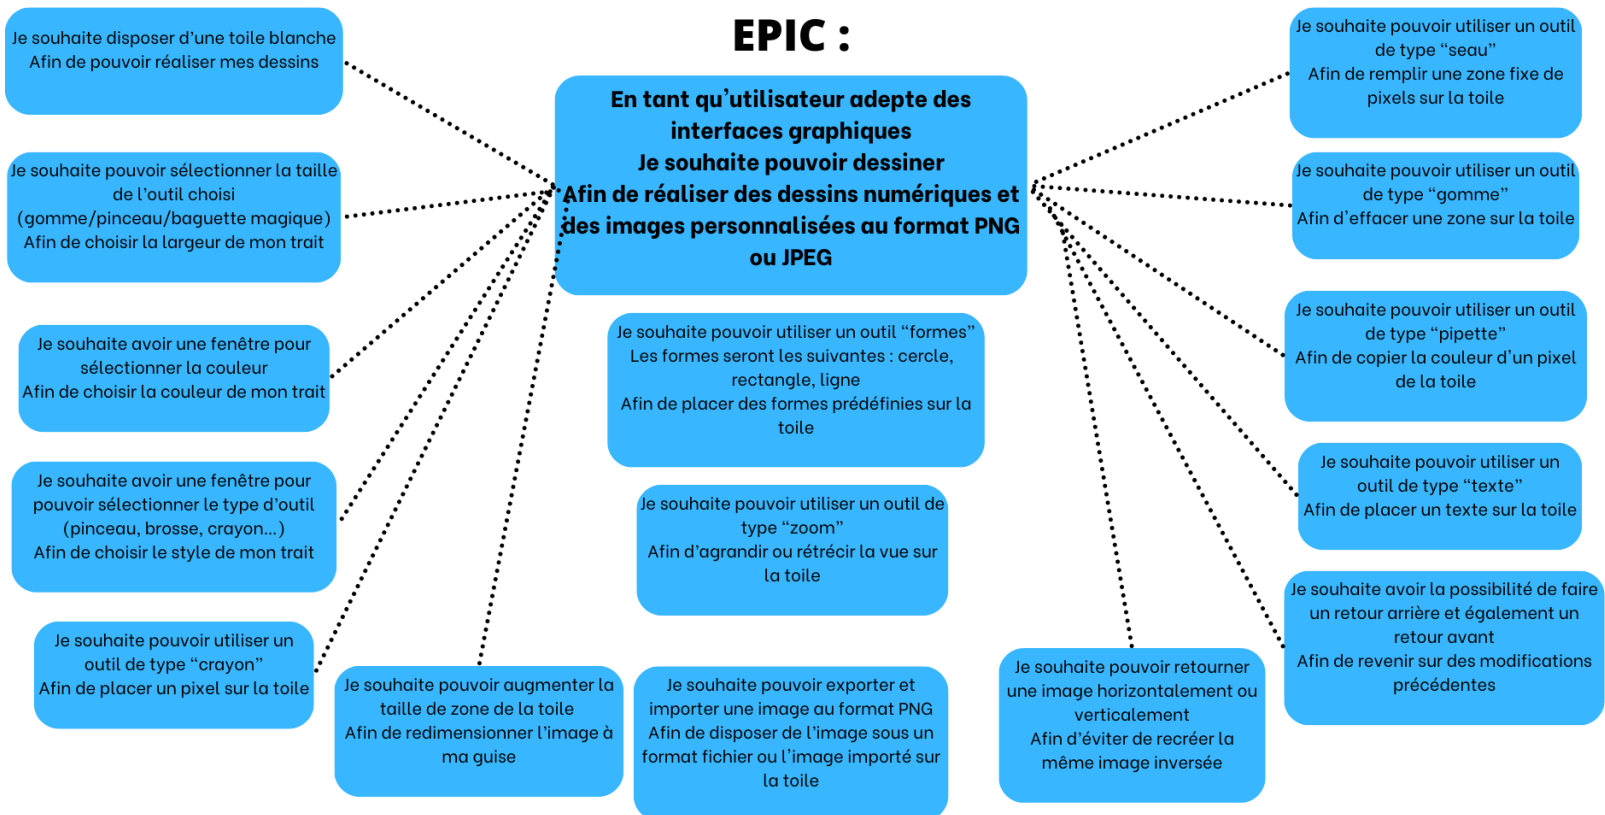 EPIC :
En tant qu'utilisateur adepte des
interfaces graphiques
Je souhaite pouvoir dessiner
Afin de réaliser des dessins numériques et
des images personnalisées au format PNG
ou JPEG
Je souhaite disposer d'une toile blanche
Afin de pouvoir réaliser mes dessins
Je souhaite pouvoir sélectionner la taille
de l'outil choisi
(gomme/pinceau/baguette magique)
Afin de choisir la largeur de mon trait
Je souhaite avoir une fenêtre pour
sélectionner la couleur
Afin de choisir la couleur de mon trait
Je souhaite avoir une fenêtre pour
pouvoir sélectionner le type d'outil
(pinceau, brosse, crayon...)
Afin de choisir le style de mon trait
Je souhaite pouvoir utiliser un
outil de type “crayon”
Afin de placer un pixel sur la toile
Je souhaite pouvoir augmenter la
taille de zone de la toile
Afin de redimensionner l'image à
ma guise
Je souhaite pouvoir utiliser un outil “formes”
Les formes seront les suivantes : cercle,
rectangle, ligne
Afin de placer des formes prédéfinies sur la
toile
Je souhaite pouvoir utiliser un outil de
type “zoom”
Afin d'agrandir ou rétrécir la vue sur
la toile
Je souhaite pouvoir exporter et
importer une image au format PNG
Afin de disposer de l'image sous un
format fichier ou l'image importé sur
la toile
Je souhaite pouvoir retourner
une image horizontalement ou
verticalement
Afin d'éviter de recréer la
même image inversée
Je souhaite pouvoir utiliser un outil
de type “seau”
Afin de remplir une zone fixe de
pixels sur la toile
Je souhaite pouvoir utiliser un outil
de type “gomme”
Afin d'effacer une zone sur la toile
Je souhaite pouvoir utiliser un outil
de type “pipette”
Afin de copier la couleur d'un pixel
de la toile
Je souhaite pouvoir utiliser un
outil de type “texte”
Afin de placer un texte sur la toile
Je souhaite avoir la possibilité de faire
un retour arrière et également un
retour avant
Afin de revenir sur des modifications
précédentes